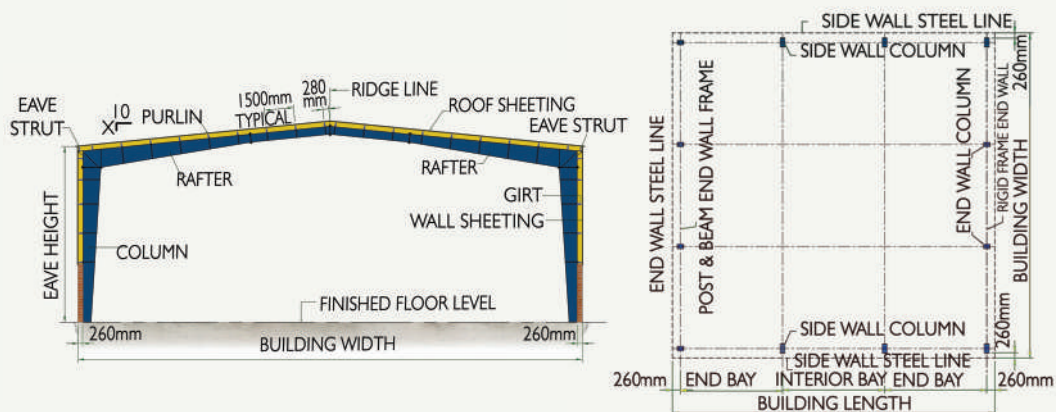 EAVE
STRUT
10
X
PURLIN
1500mm
TYPICAL
280
mm
RIDGE LINE
ROOF SHEETING
EAVE STRUT
RAFTER
RAFTER
GIRT
WALL SHEETING
EAVE HEIGHT
COLUMN
FINISHED FLOOR LEVEL
260mm
260mm
BUILDING WIDTH
SIDE WALL STEEL LINE
SIDE WALL COLUMN
260mm
END WALL STEEL LINE
POST & BEAM END WALL FRAME
END WALL COLUMN
RIGID FRAME END WALL
BUILDING WIDTH
260mm
SIDE WALL COLUMN
SIDE WALL STEEL LINE
260mm
END BAY
INTERIOR BAY
END BAY
260mm
BUILDING LENGTH